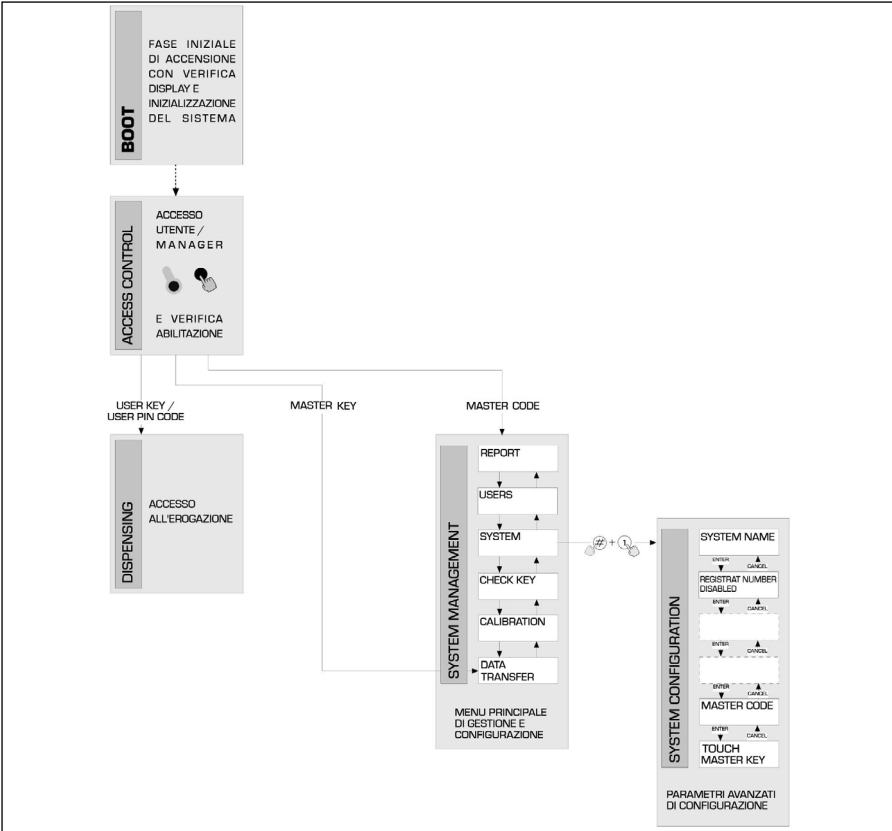 BOOT
FASE INIZIALE
DI ACCENSIONE
CON VERIFICA
DISPLAY E
INIZIALIZZAZIONE
DEL SISTEMA
ACCESS CONTROL
ACCESSO
UTENTE /
MANAGER
E VERIFICA
ABILITAZIONE
USER KEY /
USER PIN CODE
MASTER KEY
MASTER CODE
DISPENSING
ACCESSO
ALL'EROGAZIONE
SYSTEM MANAGEMENT
REPORT
USERS
SYSTEM
CHECK KEY
CALIBRATION
DATA
TRANSFER
MENU PRINCIPALE
DI GESTIONE E
CONFIGURAZIONE
# + 1
SYSTEM CONFIGURATION
SYSTEM NAME
ENTER CANCEL
REGISTRAT NUMBER
DISABLED
ENTER CANCEL
ENTER CANCEL
ENTER CANCEL
MASTER CODE
ENTER CANCEL
TOUCH
MASTER KEY
PARAMETRI AVANZATI
DI CONFIGURAZIONE